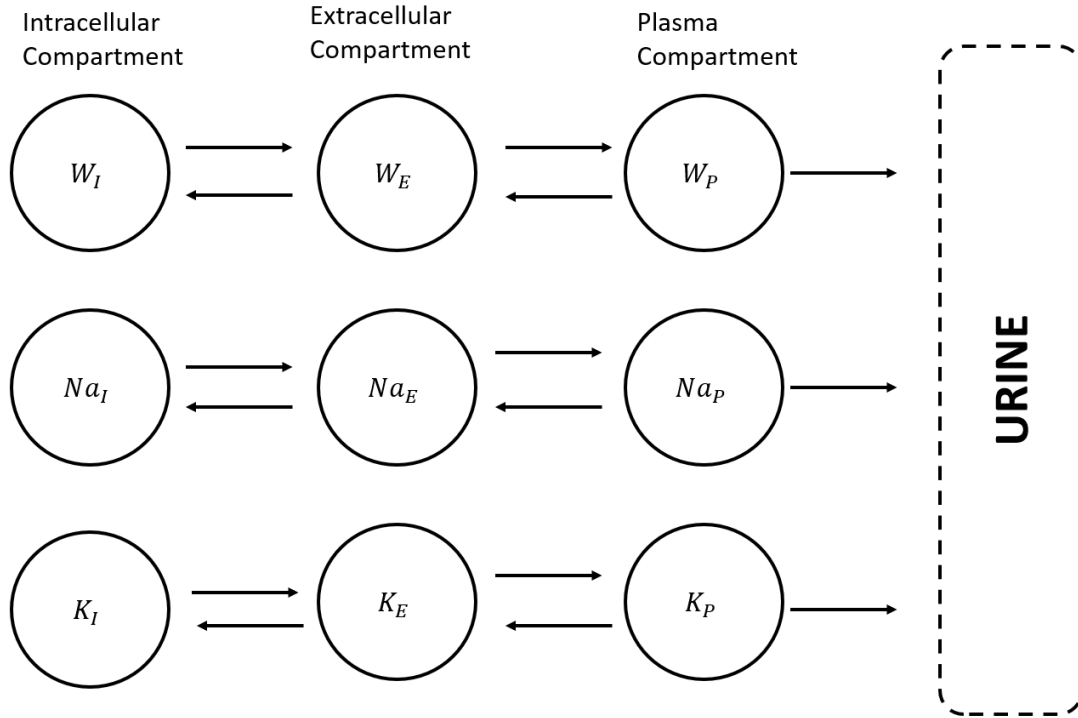 Intracellular
Compartment
Extracellular
Compartment
Plasma
Compartment
W_I
W_E
W_P
Na_I
Na_E
Na_P
K_I
K_E
K_P
URINE